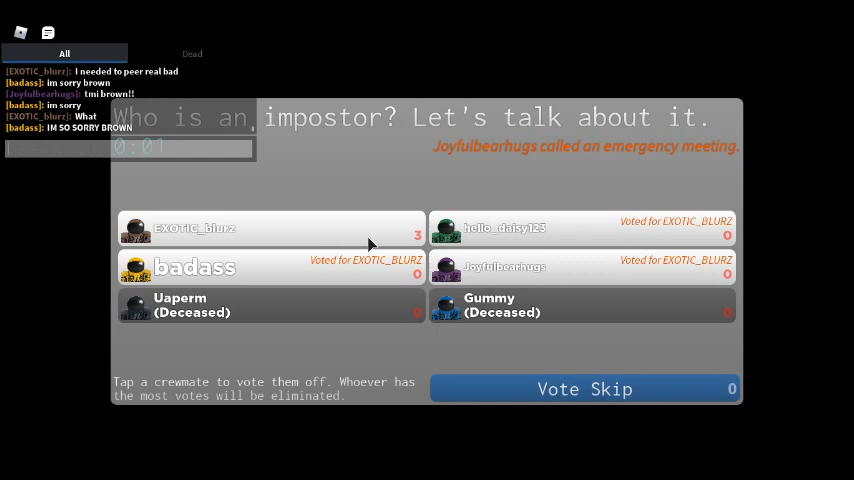 All
Dead
[EXOTIC_blurz]: I needed to peer real bad
[badass]: im sorry brown
[Joyfulbearhugs]: tmi brown!!
[badass]: im sorry
[EXOTIC_blurz]: What
[badass]: IM SO SORRY BROWN
Who is an impostor? Let's talk about it.
0:01
Joyfulbearhugs called an emergency meeting.
EXOTIC_blurz
3
hello_daisy123
Voted for EXOTIC_BLURZ
0
badass
Voted for EXOTIC_BLURZ
0
Joyfulbearhugs
Voted for EXOTIC_BLURZ
0
Uaperm
(Deceased)
0
Gummy
(Deceased)
0
Tap a crewmate to vote them off. Whoever has
the most votes will be eliminated.
Vote Skip
0